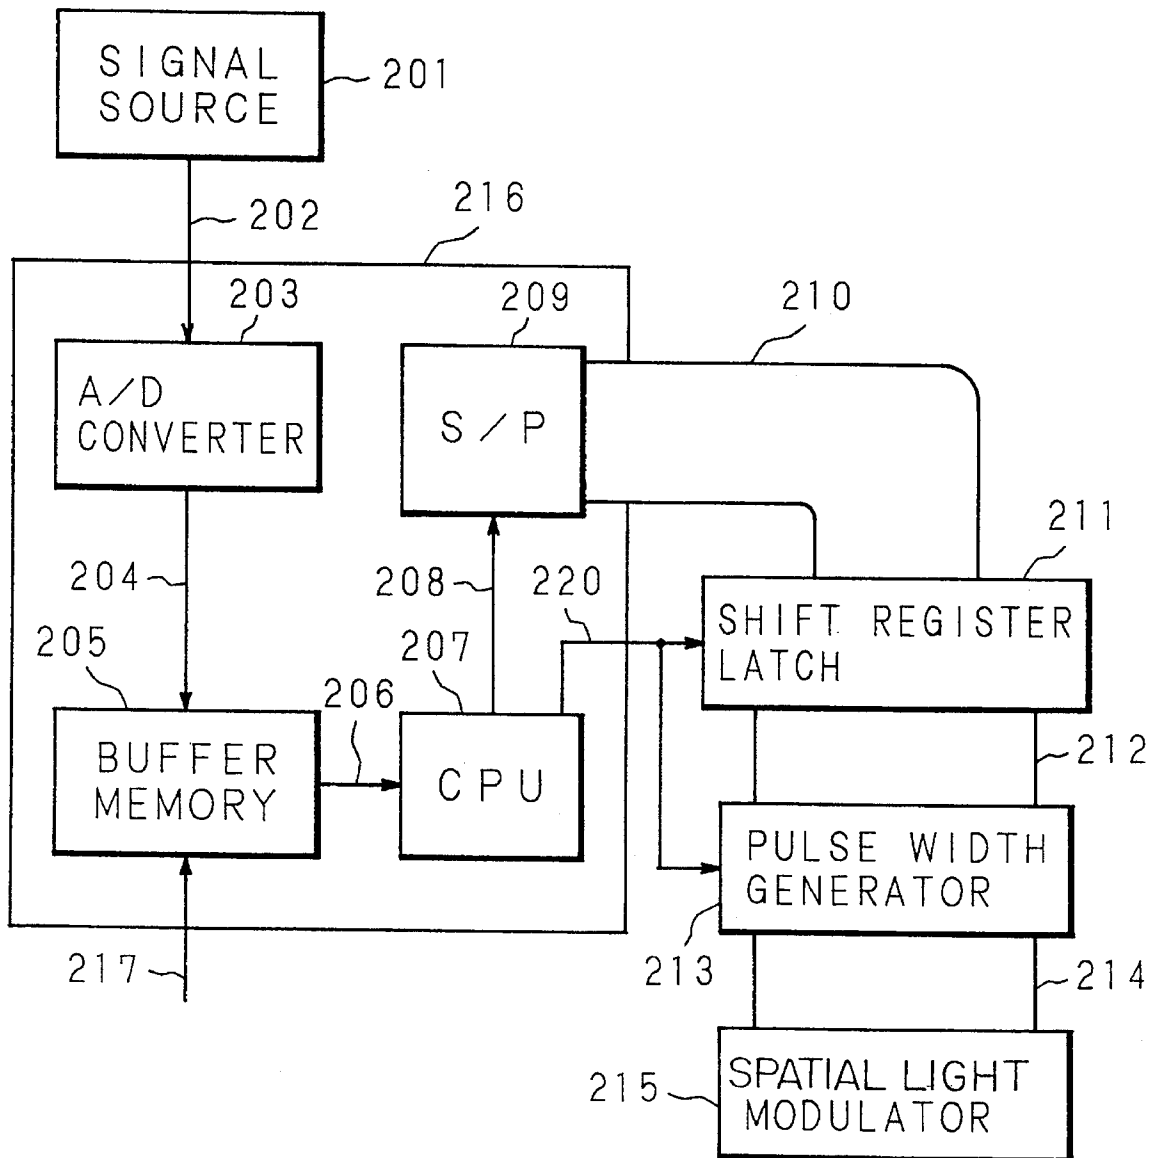 SIGNAL
SOURCE
201
202
216
203
209
210
A/D
CONVERTER
S/P
211
204
208
220
SHIFT REGISTER
LATCH
205
207
206
BUFFER
MEMORY
CPU
212
PULSE WIDTH
GENERATOR
217
213
214
SPATIAL LIGHT
MODULATOR
215